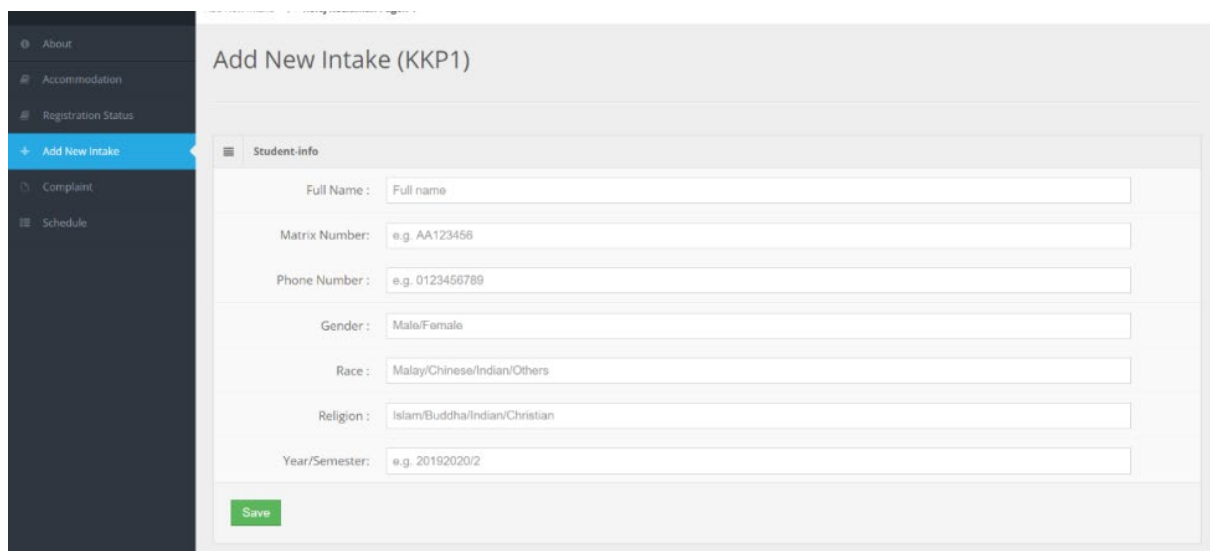 About
Accommodation
Registration Status
Add New Intake
Complaint
Schedule
Add New Intake (KKP1)
Student-info
Full Name : Full name
Matrix Number: e.g. AA123456
Phone Number : e.g. 0123456789
Gender : Male/Female
Race : Malay/Chinese/Indian/Others
Religion : Islam/Buddha/Indian/Christian
Year/Semester: e.g. 20192020/2
Save